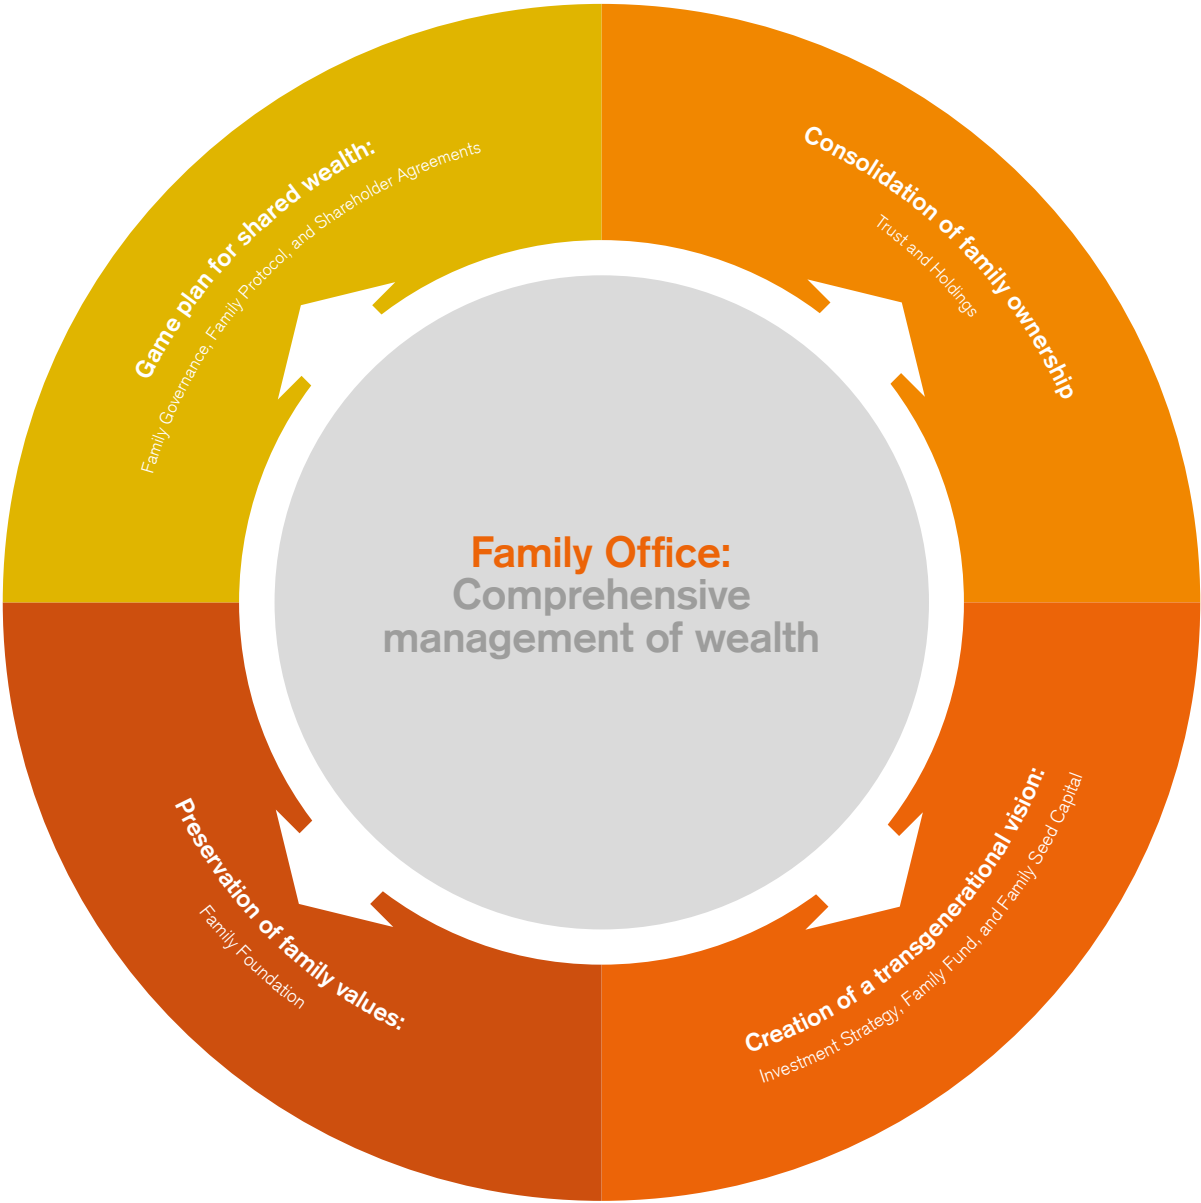 Game plan for shared wealth:
Family Governance, Family Protocol, and Shareholder Agreements
Consolidation of family ownership
Trust and Holdings
Family Office:
Comprehensive
management of wealth
Preservation of family values:
Family Foundation
Creation of a transgenerational vision:
Investment Strategy, Family Fund, and Family Seed Capital